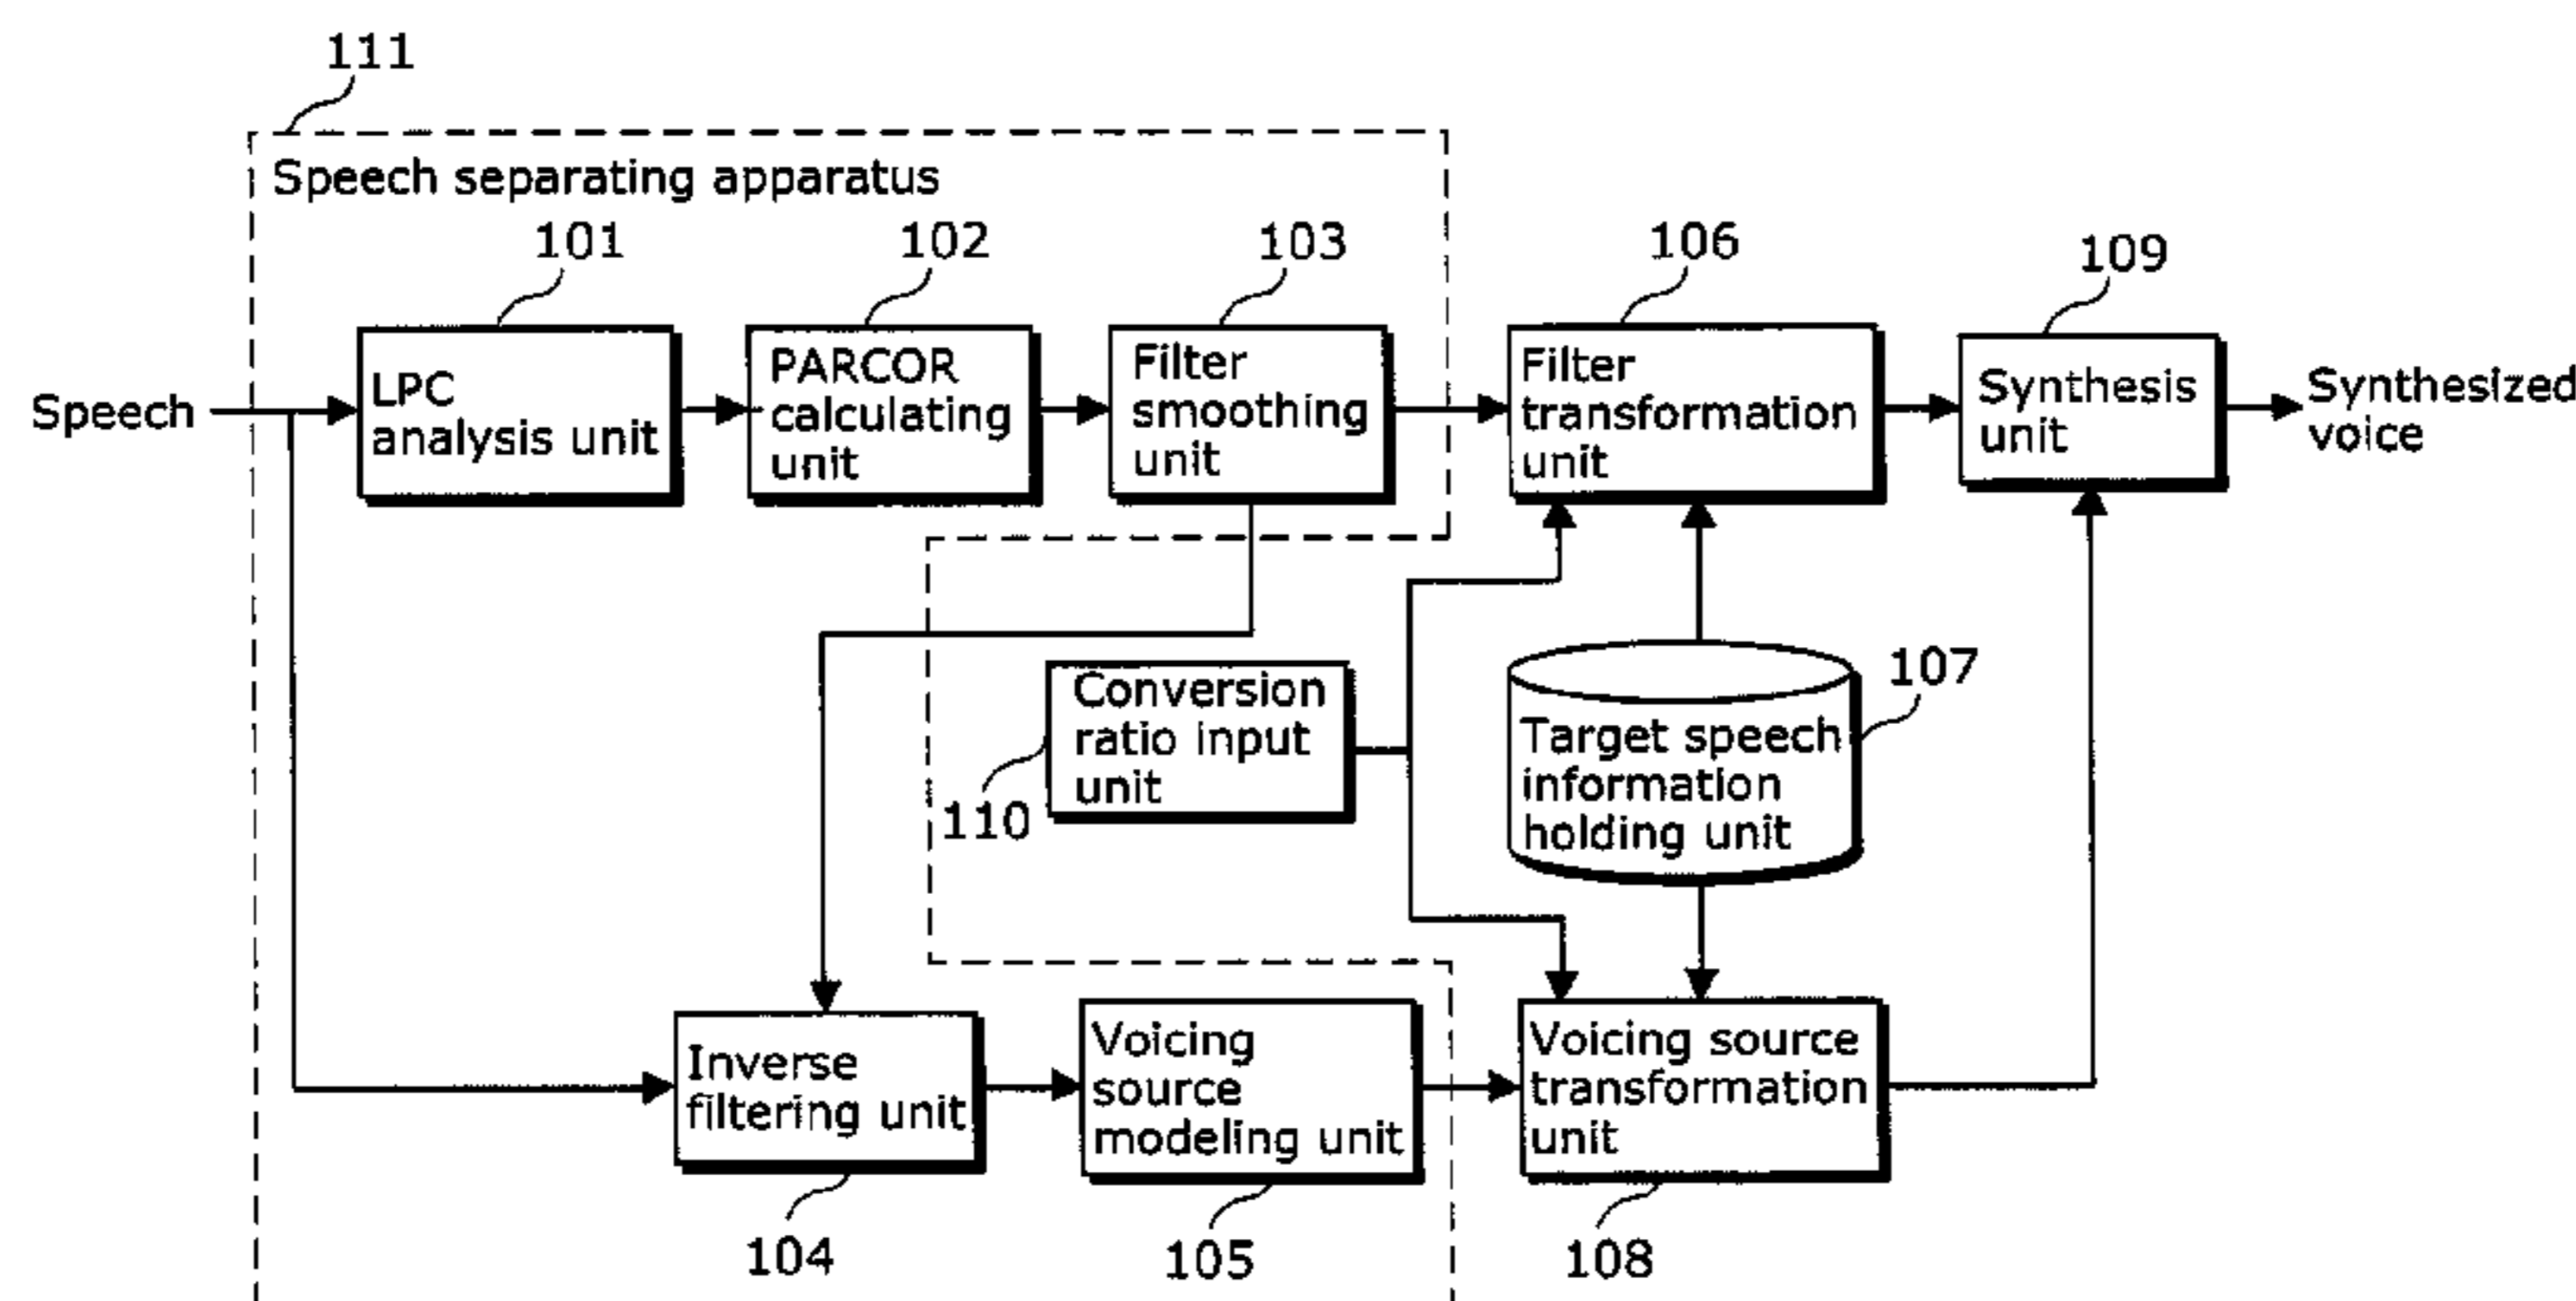 111
Speech separating apparatus
101
102
103
106
109
Speech
LPC
analysis unit
PARCOR
calculating
unit
Filter
smoothing
unit
Filter
transformation
unit
Synthesis
unit
Synthesized
voice
Conversion
ratio input
unit
110
107
Target speech
information
holding unit
Inverse
filtering unit
Voicing
source
modeling unit
Voicing source
transformation
unit
104
105
108